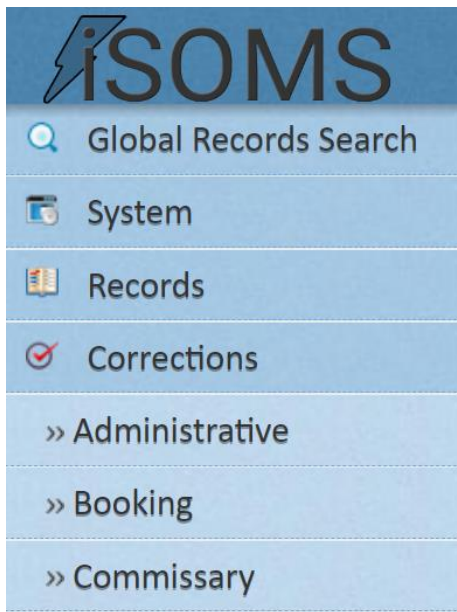 iSOMS
Global Records Search
System
Records
Corrections
» Administrative
» Booking
» Commissary